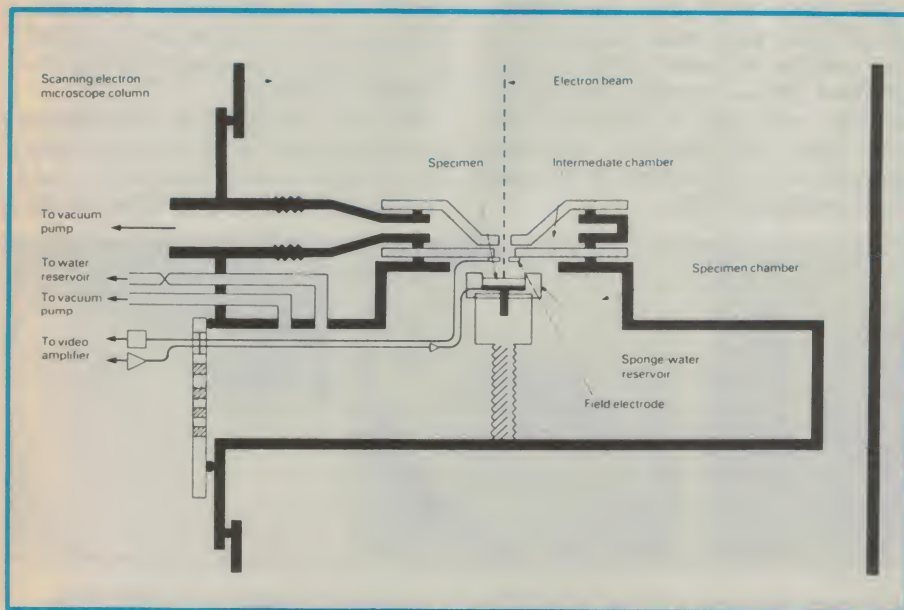 Scanning electron
microscope column
Electron beam
Specimen
Intermediate chamber
To vacuum
pump
To water
reservoir
Specimen chamber
To vacuum
pump
To video
amplifier
Sponge-water
reservoir
Field electrode